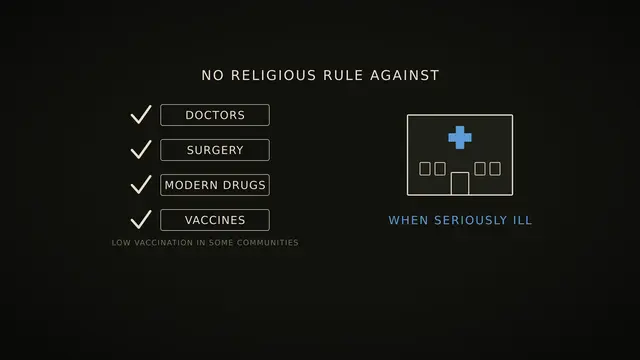 NO RELIGIOUS RULE AGAINST
DOCTORS
SURGERY
MODERN DRUGS
VACCINES
LOW VACCINATION IN SOME COMMUNITIES
WHEN SERIOUSLY ILL